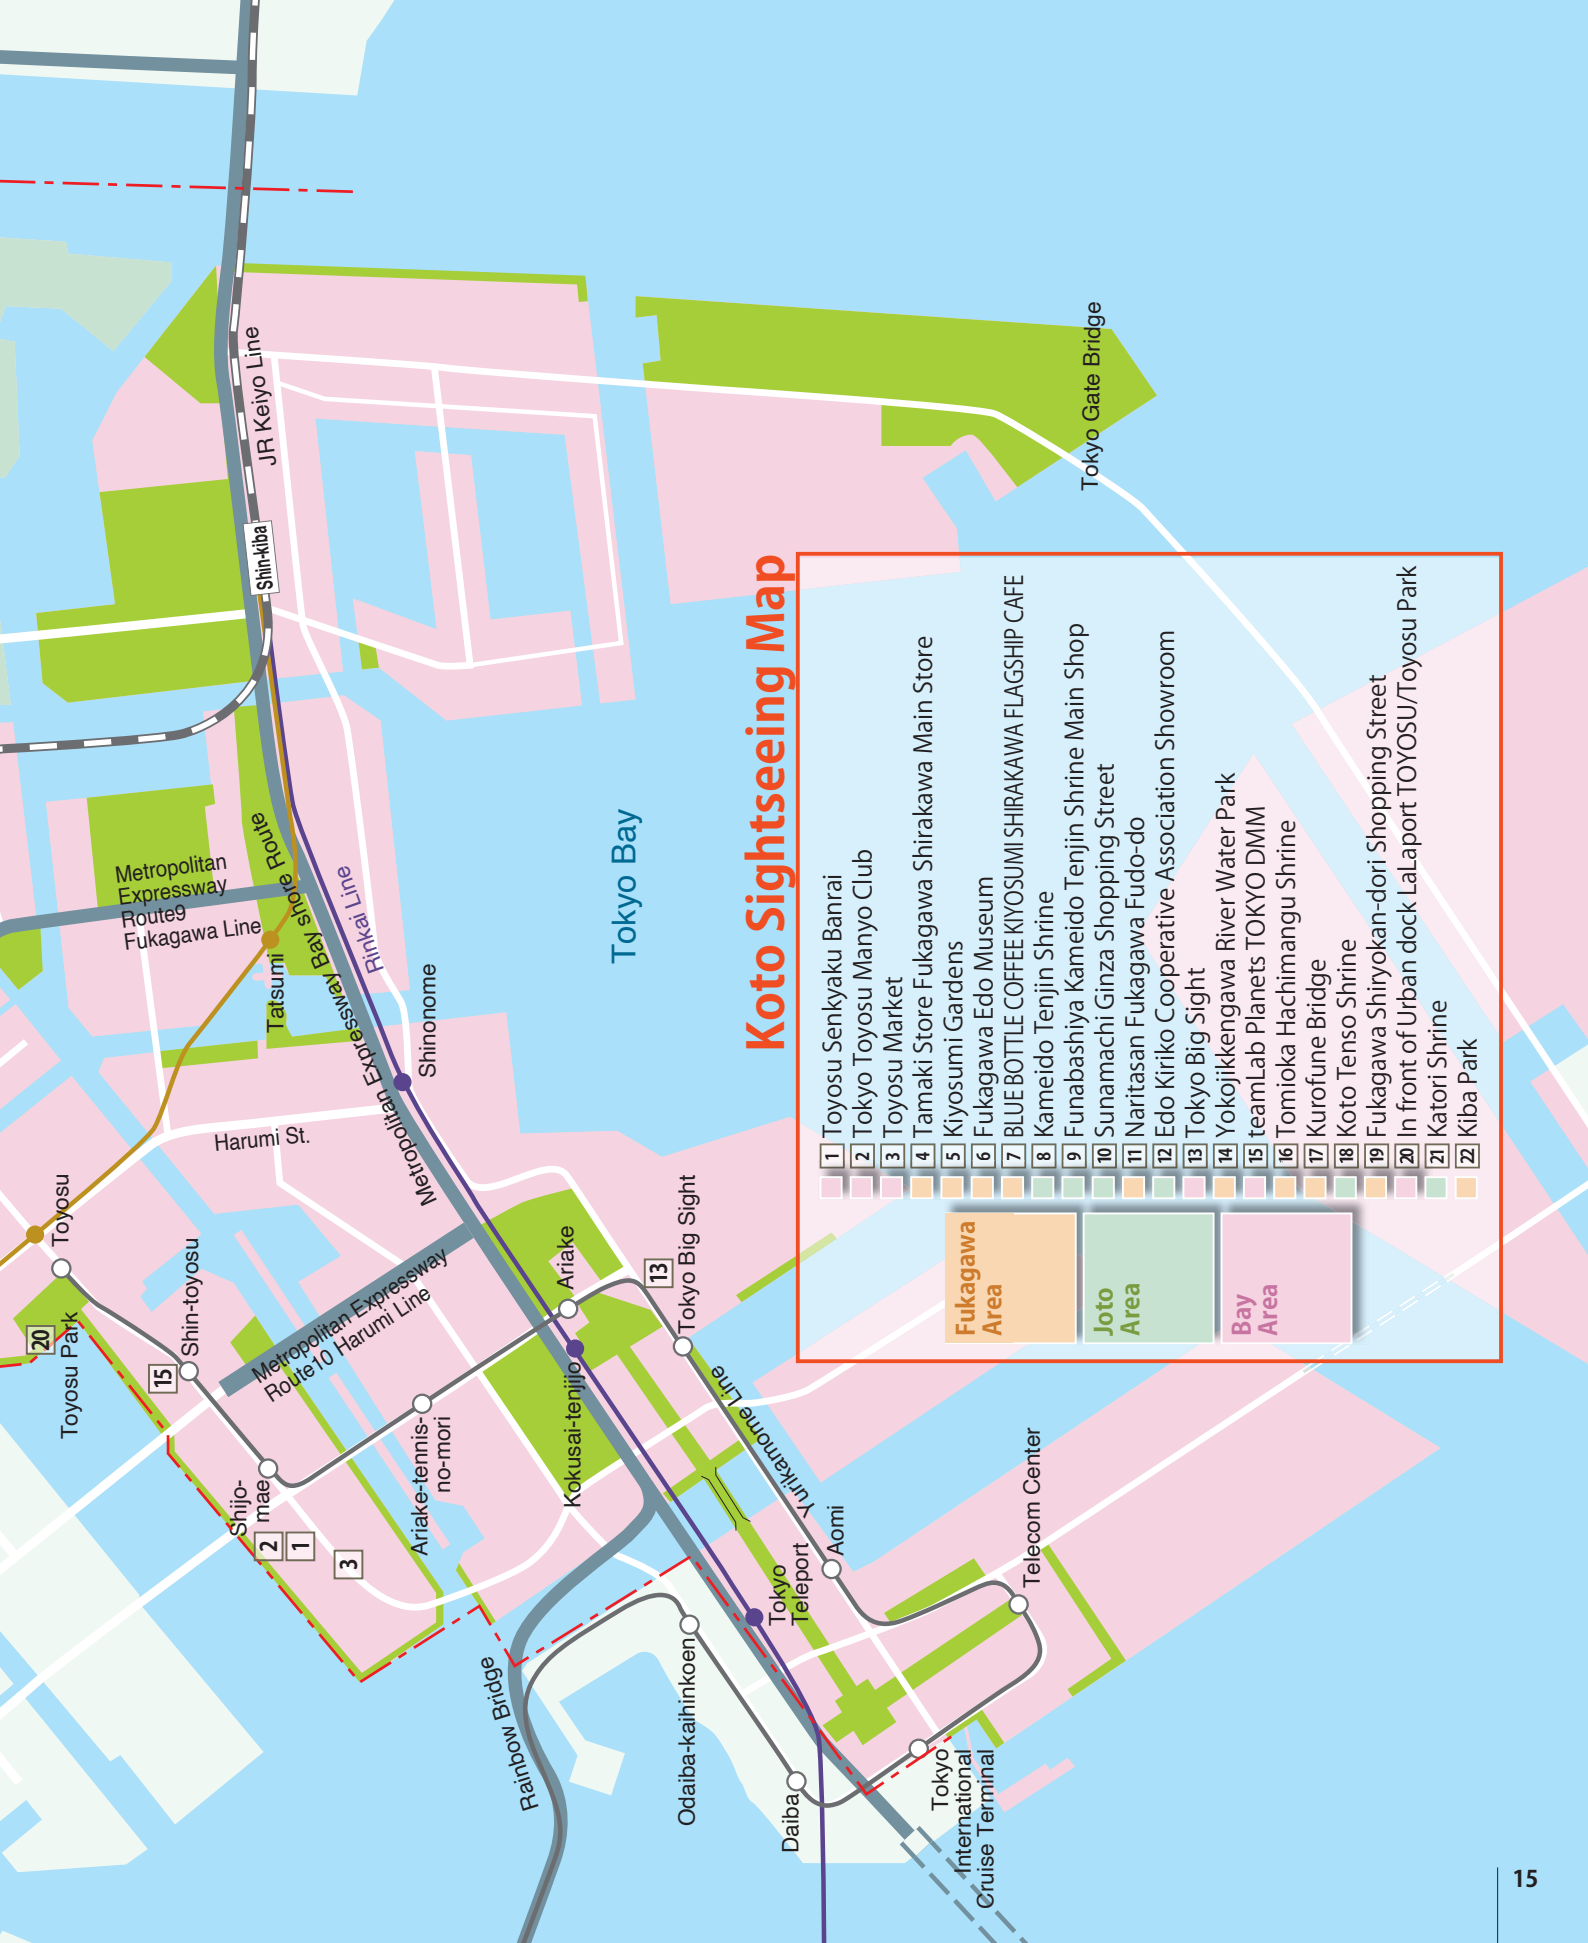 Koto Sightseeing Map
1 Toyosu Senkyaku Banrai
2 Tokyo Toyosu Manyo Club
3 Toyosu Market
4 Tamaki Store Fukagawa Shirakawa Main Store
5 Kiyosumi Gardens
6 Fukagawa Edo Museum
7 BLUE BOTTLE COFFEE KIYOSUMI SHIRAKAWA FLAGSHIP CAFE
8 Kameido Tenjin Shrine
9 Funabashiya Kameido Tenjin Shrine Main Shop
10 Sunamachi Ginza Shopping Street
11 Naritasan Fukagawa Fudo-do
12 Edo Kiriko Cooperative Association Showroom
13 Tokyo Big Sight
14 Yokojikkengawa River Water Park
15 teamLab Planets TOKYO DMM
16 Tomioka Hachimangu Shrine
17 Kurofune Bridge
18 Koto Tenso Shrine
19 Fukagawa Shiryokan-dori Shopping Street
20 In front of Urban dock LaLaport TOYOSU/Toyosu Park
21 Katori Shrine
22 Kiba Park
Fukagawa
Area
Joto
Area
Bay
Area
Toyosu
20
Toyosu Park
15
Shin-toyosu
Shijo-
mae
2
1
3
Harumi St.
Metropolitan
Expressway
Route9
Fukagawa Line
Tatsumi
Metropolitan Expressway Bay shore Route
JR Keiyo Line
Shin-kiba
Rinkai Line
Shinonome
Metropolitan Expressway
Route10 Harumi Line
Ariake-tennis-
no-mori
Ariake
Kokusai-tenjijo
13
Tokyo Big Sight
Yurikamome Line
Aomi
Telecom Center
Tokyo
Teleport
Rainbow Bridge
Odaiba-kaihinkoen
Daiba
Tokyo
International
Cruise Terminal
Tokyo Bay
Tokyo Gate Bridge
15